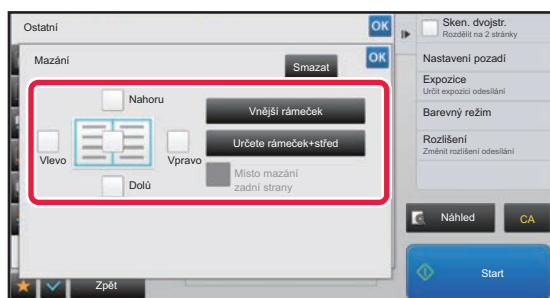 Ostatní
OK
Mazání
Smazat
OK
Nahoru
Vlevo
Vpravo
Dolů
Vnější rámeček
Určete rámeček+střed
Místo mazání
zadní strany
Zpět
Sken. dvojstr.
Rozdělit na 2 stránky
Nastavení pozadí
Expozice
Určit expozici odesílání
Barevný režim
Rozlišení
Změnit rozlišení odesílání
Náhled
CA
Start